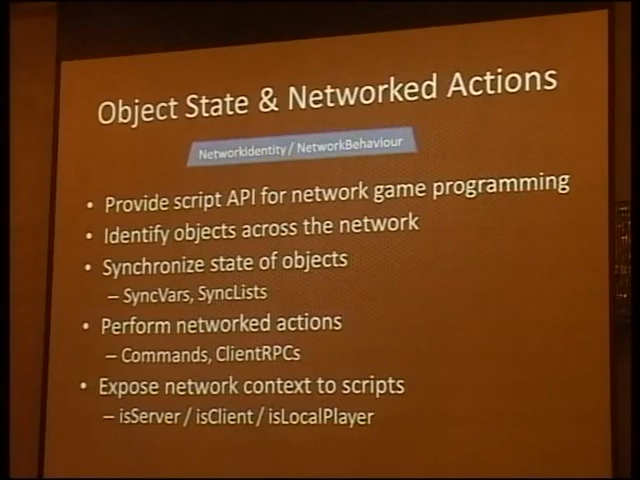 Object State & Networked Actions
NetworkIdentity / NetworkBehaviour
• Provide script API for network game programming
• Identify objects across the network
• Synchronize state of objects
– SyncVars, SyncLists
• Perform networked actions
– Commands, ClientRPCs
• Expose network context to scripts
– isServer / isClient / isLocalPlayer